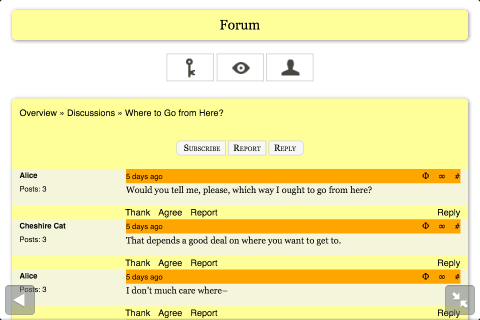 Forum
Overview » Discussions » Where to Go from Here?
Subscribe Report Reply
Alice 5 days ago Φ ∞ #
Posts: 3 Would you tell me, please, which way I ought to go from here?
Thank Agree Report Reply
Cheshire Cat 5 days ago Φ ∞ #
Posts: 3 That depends a good deal on where you want to get to.
Thank Agree Report Reply
Alice 5 days ago Φ ∞ #
Posts: 3 I don't much care where–
Thank Agree Report Reply